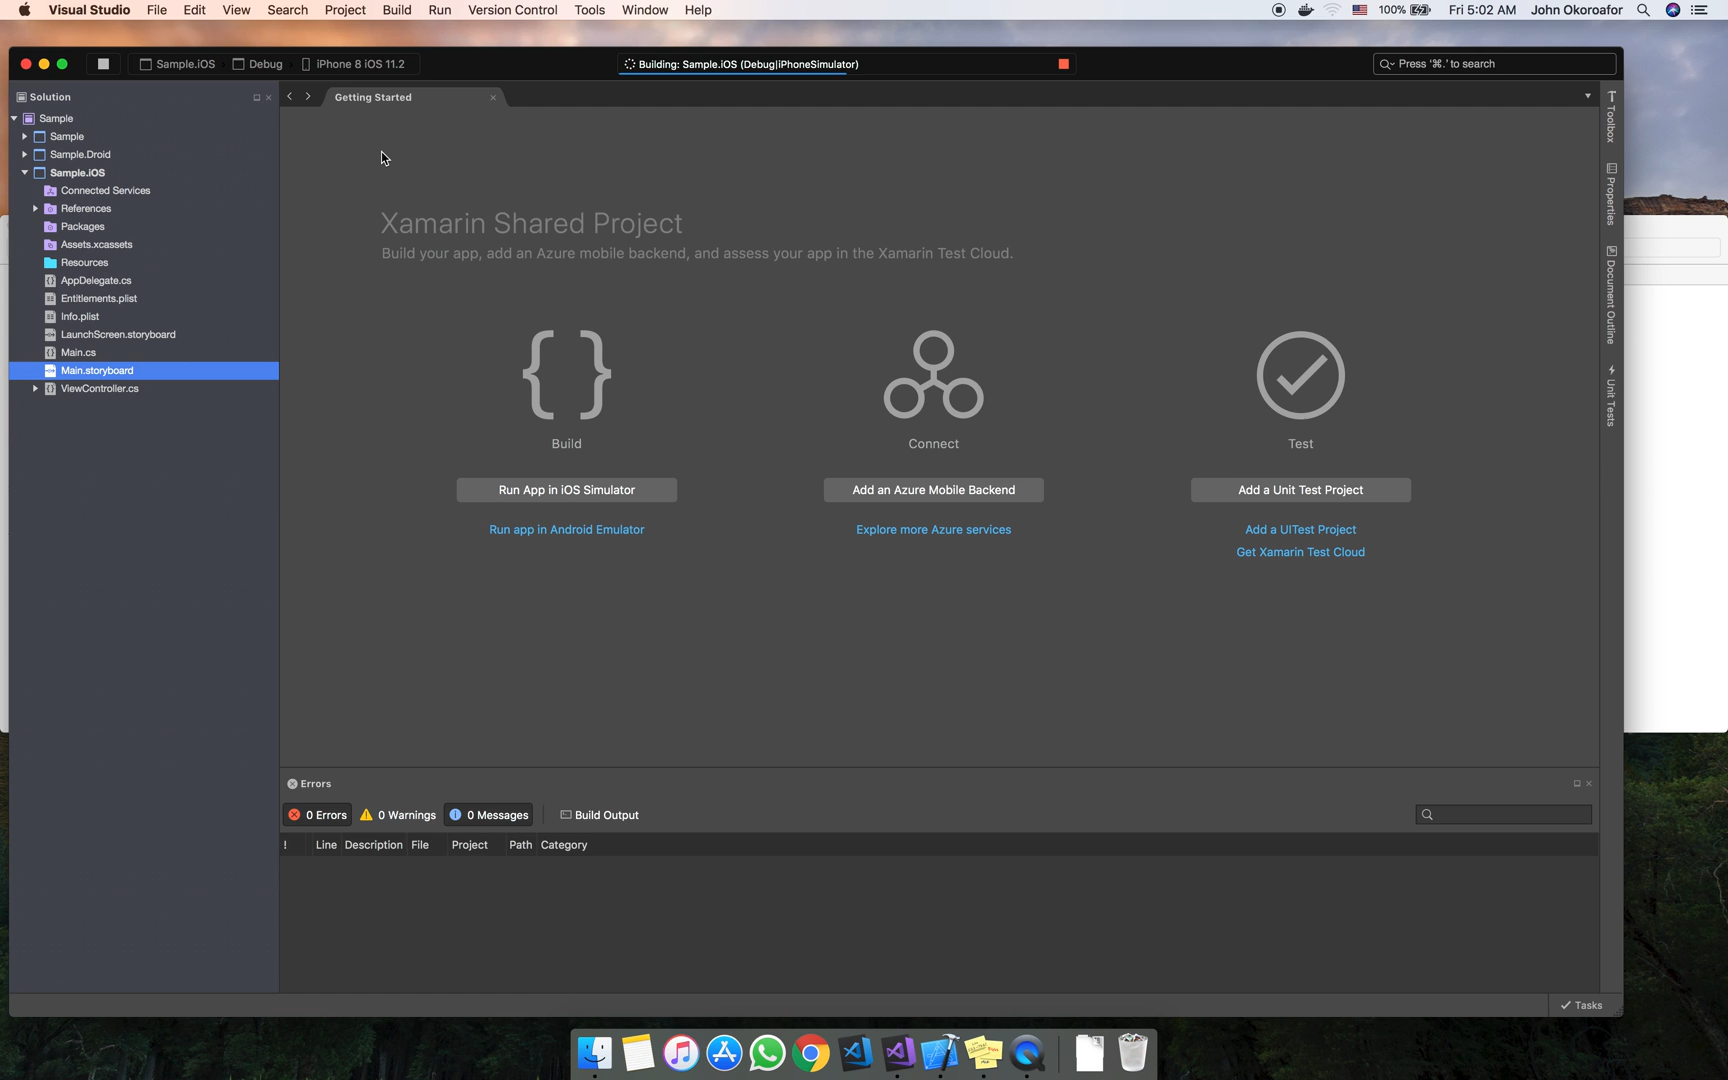 Visual Studio File Edit View Search Project Build Run Version Control Tools Window Help 100% Fri 5:02 AM John Okoroafor
Sample.iOS Debug iPhone 8 iOS 11.2 Building: Sample.iOS (Debug|iPhoneSimulator) Press '⌘.' to search
Solution
Sample
Sample
Sample.Droid
Sample.iOS
Connected Services
References
Packages
Assets.xcassets
Resources
AppDelegate.cs
Entitlements.plist
Info.plist
LaunchScreen.storyboard
Main.cs
Main.storyboard
ViewController.cs
Getting Started
Xamarin Shared Project
Build your app, add an Azure mobile backend, and assess your app in the Xamarin Test Cloud.
Build
Run App in iOS Simulator
Run app in Android Emulator
Connect
Add an Azure Mobile Backend
Explore more Azure services
Test
Add a Unit Test Project
Add a UITest Project
Get Xamarin Test Cloud
Toolbox
Properties
Document Outline
Unit Tests
Errors
0 Errors 0 Warnings 0 Messages Build Output
! Line Description File Project Path Category
Tasks